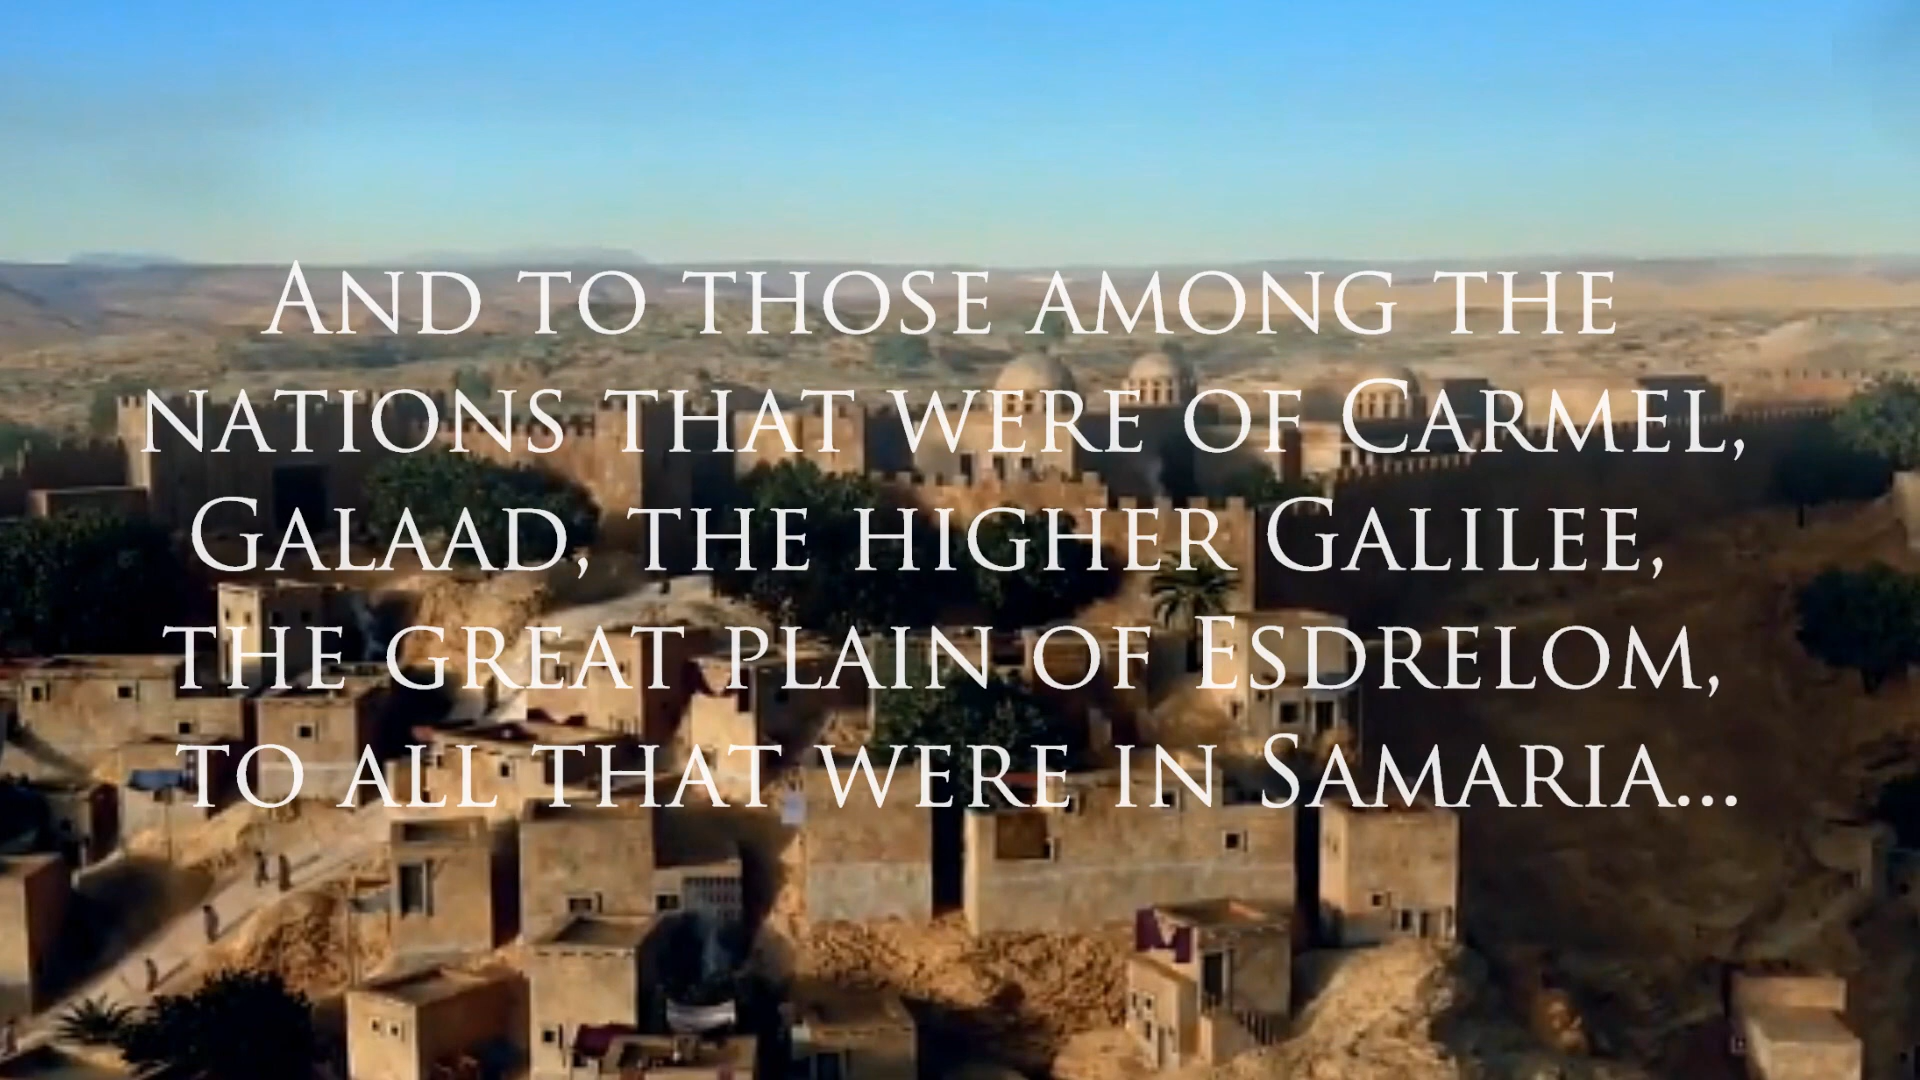 And to those among the
nations that were of Carmel,
Galaad, the higher Galilee,
the great plain of Esdrelom,
to all that were in Samaria...